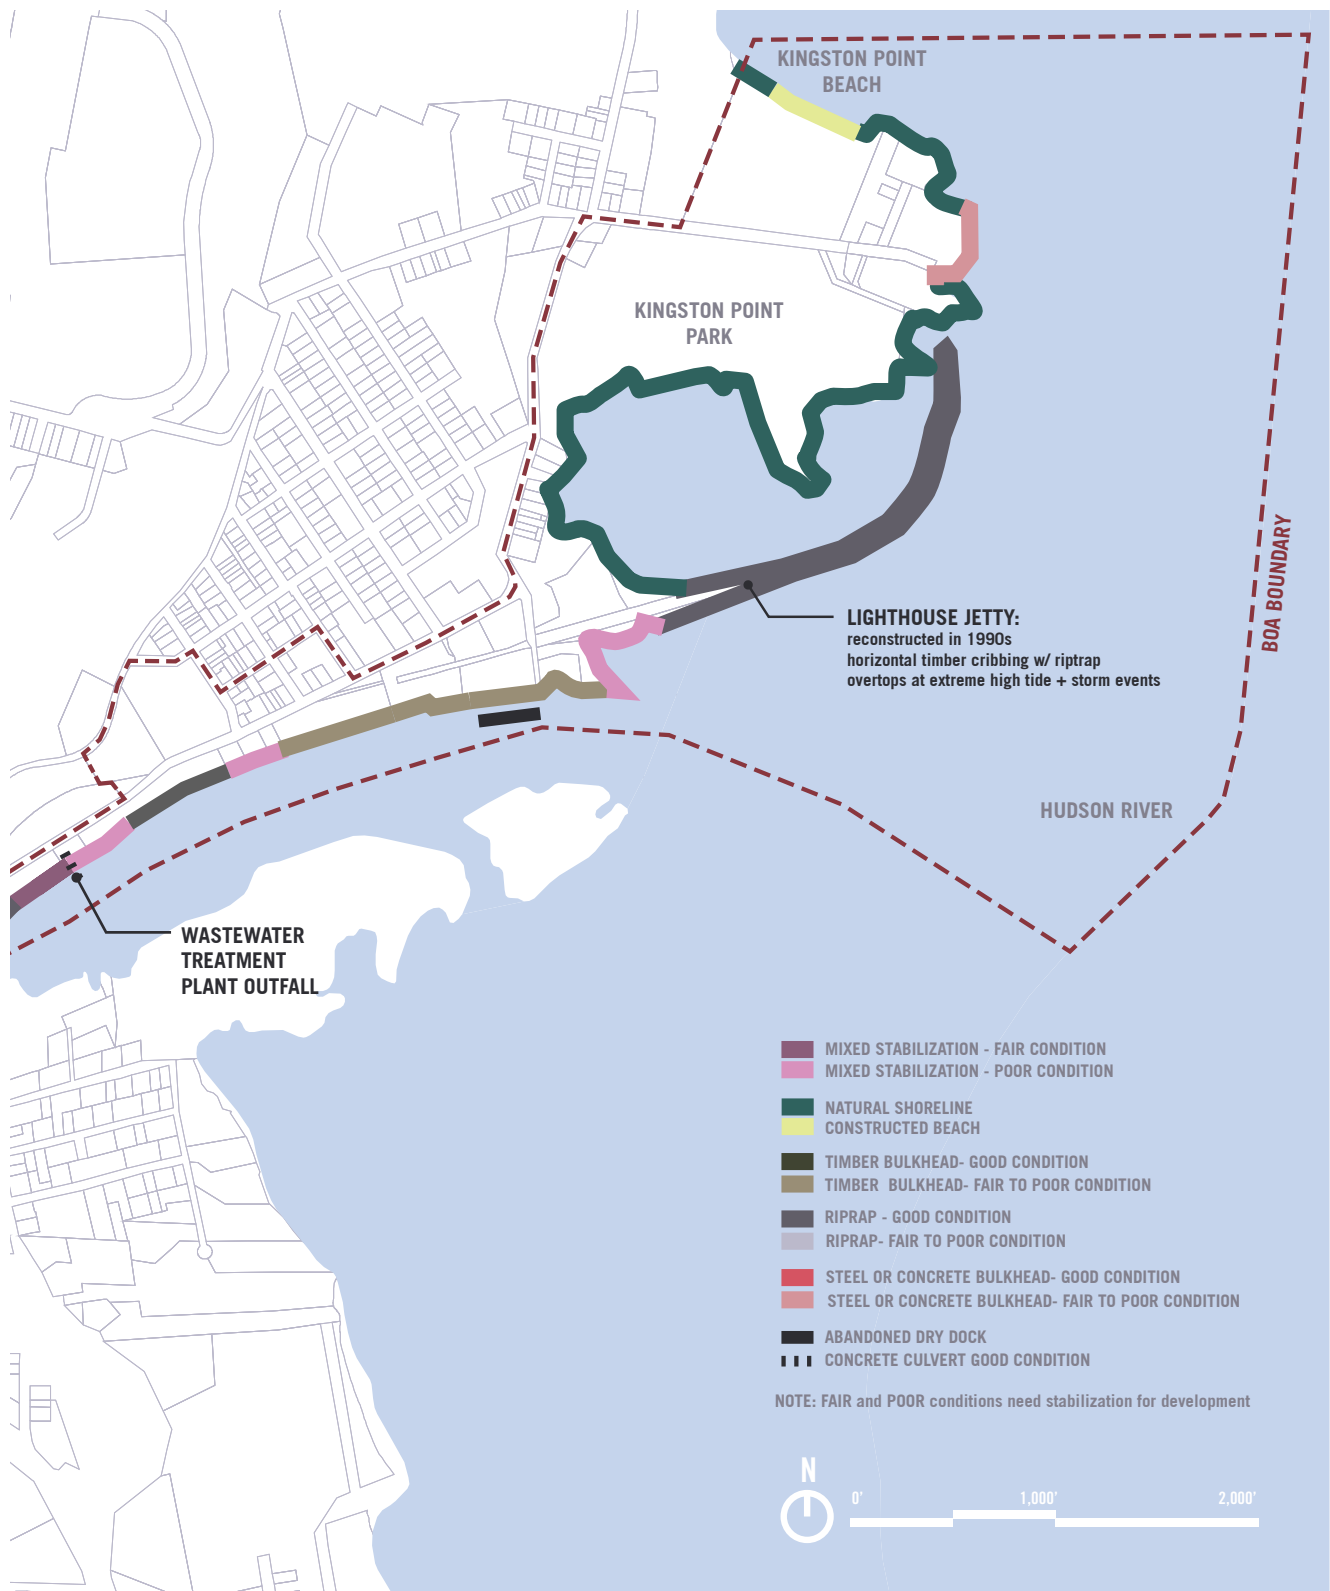 KINGSTON POINT
BEACH
KINGSTON POINT
PARK
BOA BOUNDARY
LIGHTHOUSE JETTY:
reconstructed in 1990s
horizontal timber cribbing w/ riprap
overtops at extreme high tide + storm events
HUDSON RIVER
WASTEWATER
TREATMENT
PLANT OUTFALL
MIXED STABILIZATION - FAIR CONDITION
MIXED STABILIZATION - POOR CONDITION
NATURAL SHORELINE
CONSTRUCTED BEACH
TIMBER BULKHEAD- GOOD CONDITION
TIMBER BULKHEAD- FAIR TO POOR CONDITION
RIPRAP - GOOD CONDITION
RIPRAP- FAIR TO POOR CONDITION
STEEL OR CONCRETE BULKHEAD- GOOD CONDITION
STEEL OR CONCRETE BULKHEAD- FAIR TO POOR CONDITION
ABANDONED DRY DOCK
CONCRETE CULVERT GOOD CONDITION
NOTE: FAIR and POOR conditions need stabilization for development
N
0' 1,000' 2,000'